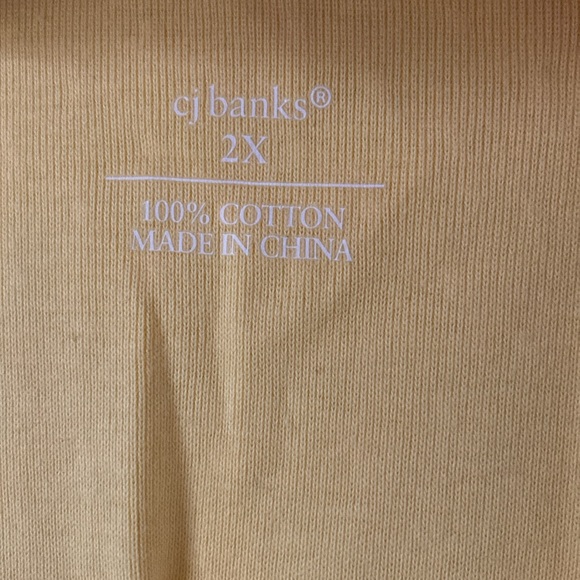 cj banks®
2X
100% COTTON
MADE IN CHINA